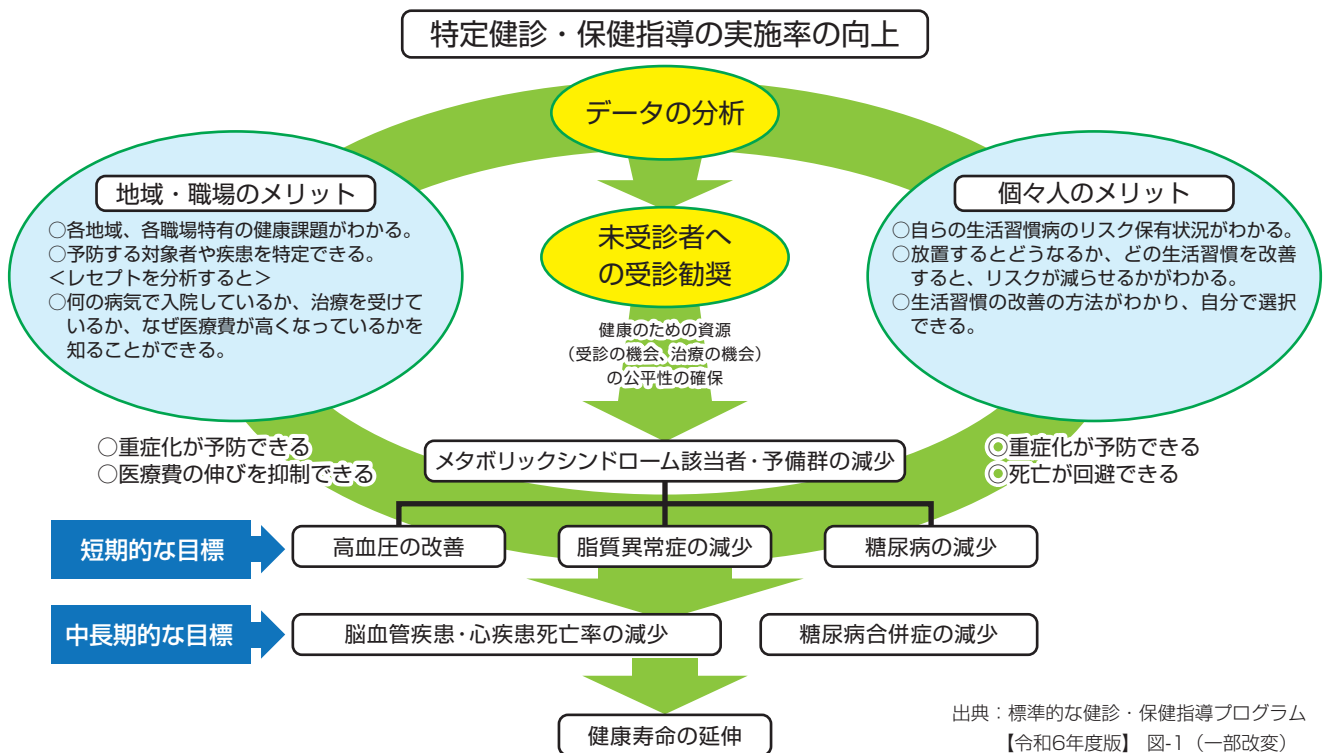 特定健診・保健指導の実施率の向上
データの分析
地域・職場のメリット
○各地域、各職場特有の健康課題がわかる。
○予防する対象者や疾患を特定できる。
<レセプトを分析すると>
○何の病気で入院しているか、治療を受けて
いるか、なぜ医療費が高くなっているかを
知ることができる。
未受診者へ
の受診勧奨
健康のための資源
（受診の機会、治療の機会）
の公平性の確保
個々人のメリット
○自らの生活習慣病のリスク保有状況がわかる。
○放置するとどうなるか、どの生活習慣を改善
すると、リスクが減らせるかがわかる。
○生活習慣の改善の方法がわかり、自分で選択
できる。
○重症化が予防できる
○医療費の伸びを抑制できる
メタボリックシンドローム該当者・予備群の減少
◎重症化が予防できる
◎死亡が回避できる
短期的な目標
高血圧の改善
脂質異常症の減少
糖尿病の減少
中長期的な目標
脳血管疾患・心疾患死亡率の減少
糖尿病合併症の減少
健康寿命の延伸
出典：標準的な健診・保健指導プログラム
【令和6年度版】 図-1（一部改変）